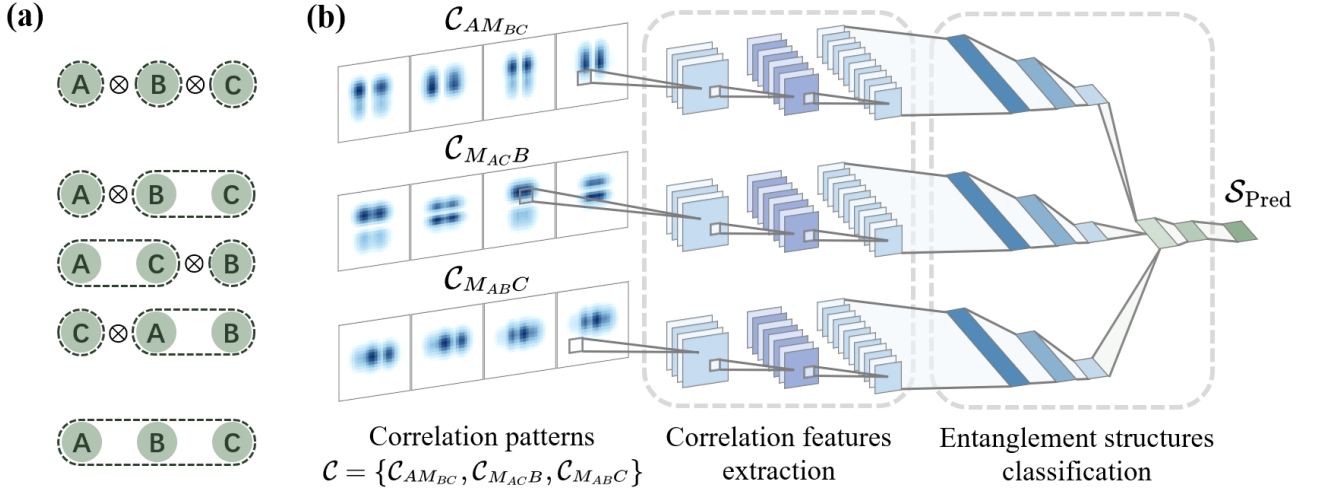 (a)
A ⊗ B ⊗ C
A ⊗ B C
A C ⊗ B
C ⊗ A B
A B C
(b)
𝒞_{AM_{BC}}
𝒞_{M_{AC}B}
𝒞_{M_{AB}C}
𝒮_{Pred}
Correlation patterns
𝒞 = {𝒞_{AM_{BC}}, 𝒞_{M_{AC}B}, 𝒞_{M_{AB}C}}
Correlation features
extraction
Entanglement structures
classification